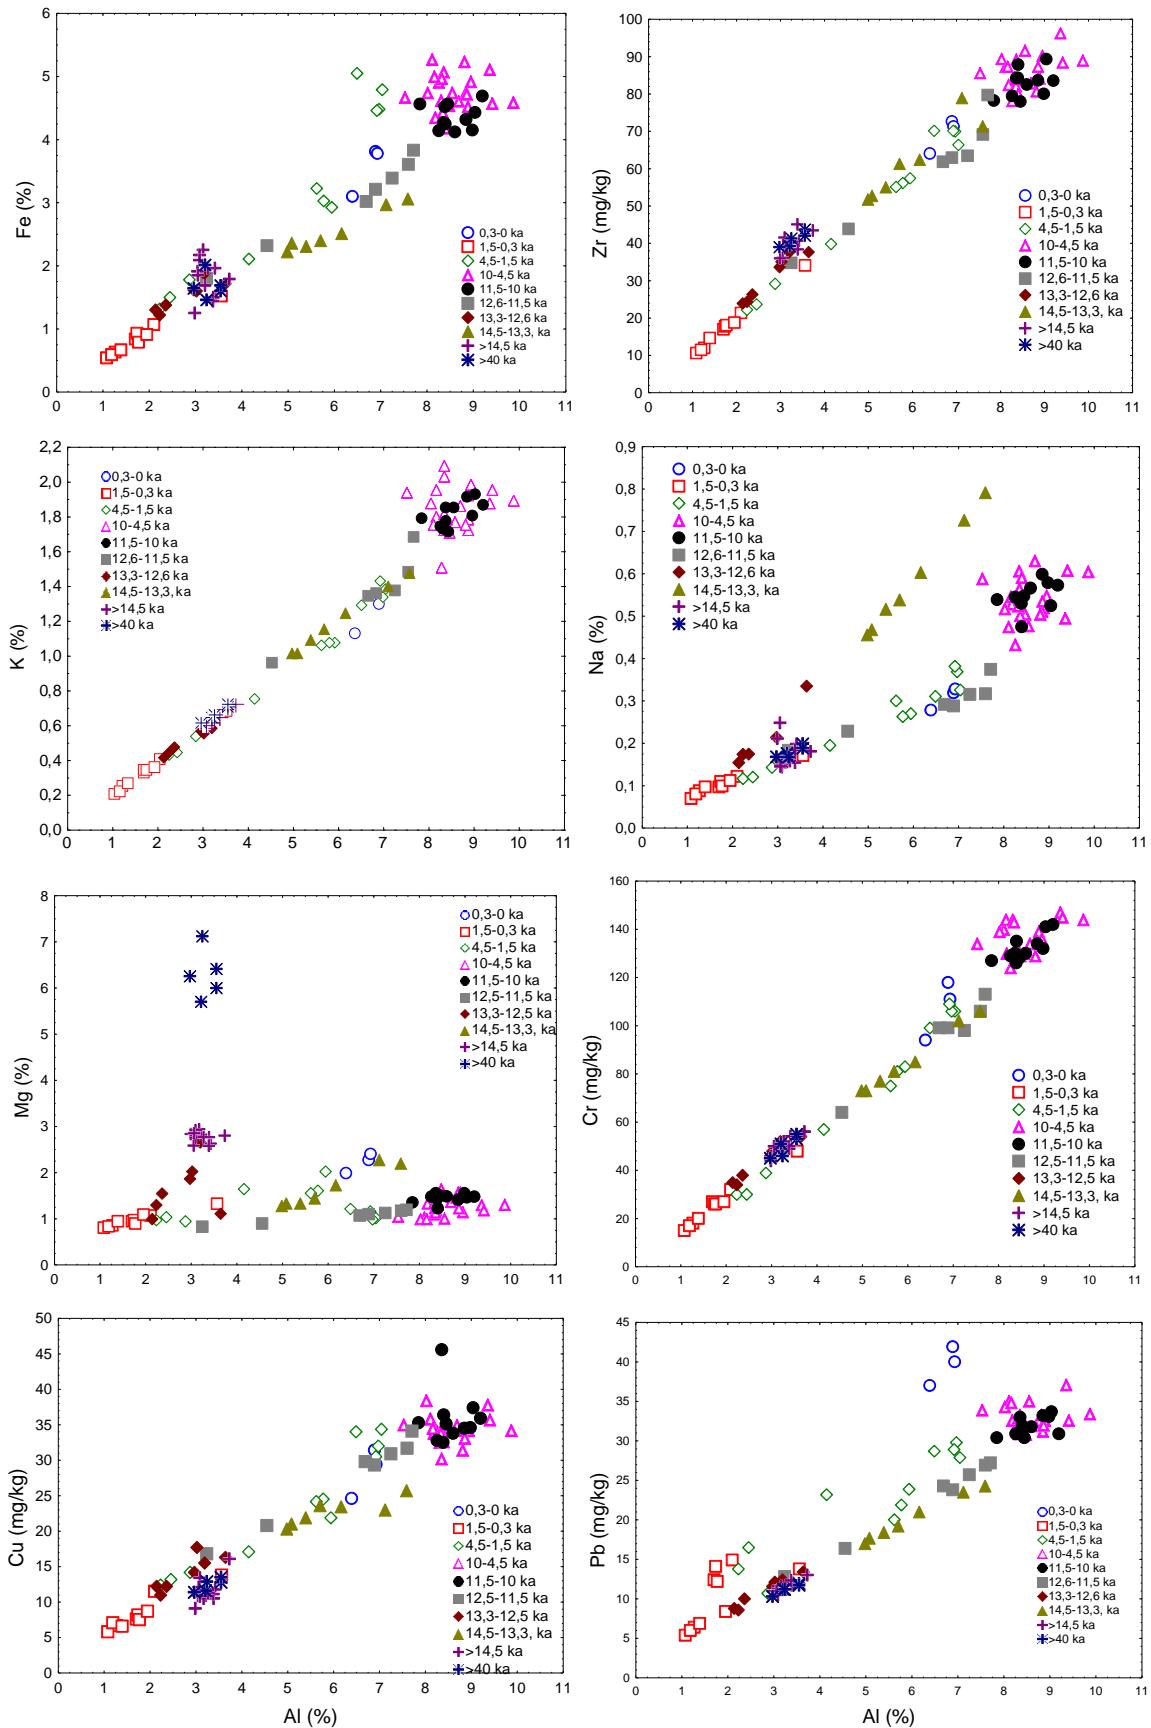 Fe (%)
6
5
4
3
2
1
0
0 1 2 3 4 5 6 7 8 9 10 11
0,3-0 ka
1,5-0,3 ka
4,5-1,5 ka
10-4,5 ka
11,5-10 ka
12,6-11,5 ka
13,3-12,6 ka
14,5-13,3, ka
>14,5 ka
>40 ka
Zr (mg/kg)
100
90
80
70
60
50
40
30
20
10
0
0 1 2 3 4 5 6 7 8 9 10 11
0,3-0 ka
1,5-0,3 ka
4,5-1,5 ka
10-4,5 ka
11,5-10 ka
12,6-11,5 ka
13,3-12,6 ka
14,5-13,3, ka
>14,5 ka
>40 ka
K (%)
2,2
2,0
1,8
1,6
1,4
1,2
1,0
0,8
0,6
0,4
0,2
0,0
0 1 2 3 4 5 6 7 8 9 10 11
0,3-0 ka
1,5-0,3 ka
4,5-1,5 ka
10-4,5 ka
11,5-10 ka
12,6-11,5 ka
13,3-12,6 ka
14,5-13,3, ka
>14,5 ka
>40 ka
Na (%)
0,9
0,8
0,7
0,6
0,5
0,4
0,3
0,2
0,1
0,0
0 1 2 3 4 5 6 7 8 9 10 11
0,3-0 ka
1,5-0,3 ka
4,5-1,5 ka
10-4,5 ka
11,5-10 ka
12,6-11,5 ka
13,3-12,6 ka
14,5-13,3, ka
>14,5 ka
>40 ka
Mg (%)
8
7
6
5
4
3
2
1
0
0 1 2 3 4 5 6 7 8 9 10 11
0,3-0 ka
1,5-0,3 ka
4,5-1,5 ka
10-4,5 ka
11,5-10 ka
12,5-11,5 ka
13,3-12,5 ka
14,5-13,3, ka
>14,5 ka
>40 ka
Cr (mg/kg)
160
140
120
100
80
60
40
20
0
0 1 2 3 4 5 6 7 8 9 10 11
0,3-0 ka
1,5-0,3 ka
4,5-1,5 ka
10-4,5 ka
11,5-10 ka
12,5-11,5 ka
13,3-12,5 ka
14,5-13,3, ka
>14,5 ka
>40 ka
Cu (mg/kg)
50
45
40
35
30
25
20
15
10
5
0
0 1 2 3 4 5 6 7 8 9 10 11
Al (%)
0,3-0 ka
1,5-0,3 ka
4,5-1,5 ka
10-4,5 ka
11,5-10 ka
12,5-11,5 ka
13,3-12,5 ka
14,5-13,3, ka
>14,5 ka
>40 ka
Pb (mg/kg)
45
40
35
30
25
20
15
10
5
0
0 1 2 3 4 5 6 7 8 9 10 11
Al (%)
0,3-0 ka
1,5-0,3 ka
4,5-1,5 ka
10-4,5 ka
11,5-10 ka
12,6-11,5 ka
13,3-12,6 ka
14,5-13,3, ka
>14,5 ka
>40 ka